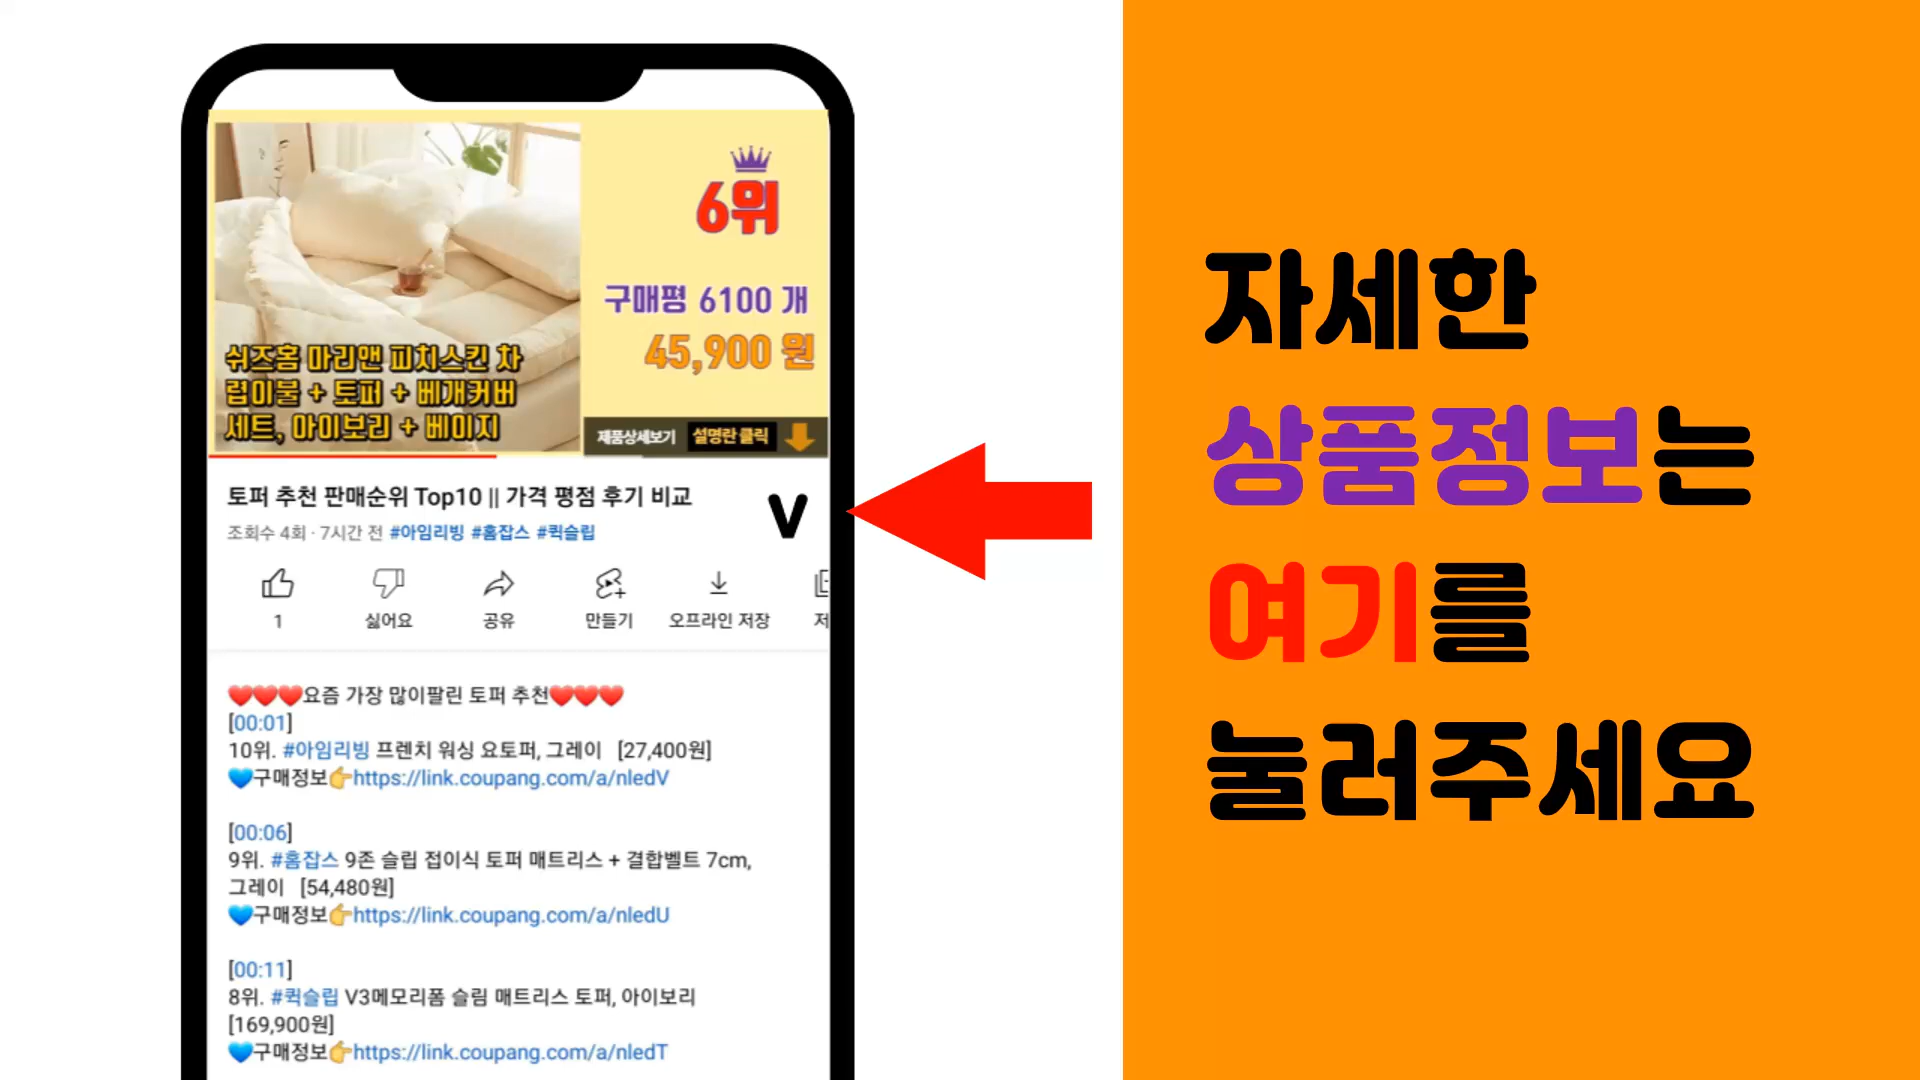 6위
구매평 6100 개
45,900 원
쉬즈홈 마리앤 피치스킨 차
렵이불 + 토퍼 + 베개커버
세트, 아이보리 + 베이지
제품상세보기 설명란 클릭
토퍼 추천 판매순위 Top10 || 가격 평점 후기 비교
V
조회수 4회 · 7시간 전 #아임리빙 #홈잡스 #퀵슬립
1 싫어요 공유 만들기 오프라인 저장 저
❤️❤️❤️요즘 가장 많이팔린 토퍼 추천❤️❤️❤️
[00:01]
10위. #아임리빙 프렌치 워싱 요토퍼, 그레이 [27,400원]
💙구매정보👉https://link.coupang.com/a/nledV
[00:06]
9위. #홈잡스 9존 슬립 접이식 토퍼 매트리스 + 결합벨트 7cm,
그레이 [54,480원]
💙구매정보👉https://link.coupang.com/a/nledU
[00:11]
8위. #퀵슬립 V3메모리폼 슬림 매트리스 토퍼, 아이보리
[169,900원]
💙구매정보👉https://link.coupang.com/a/nledT
자세한
상품정보는
여기를
눌러주세요